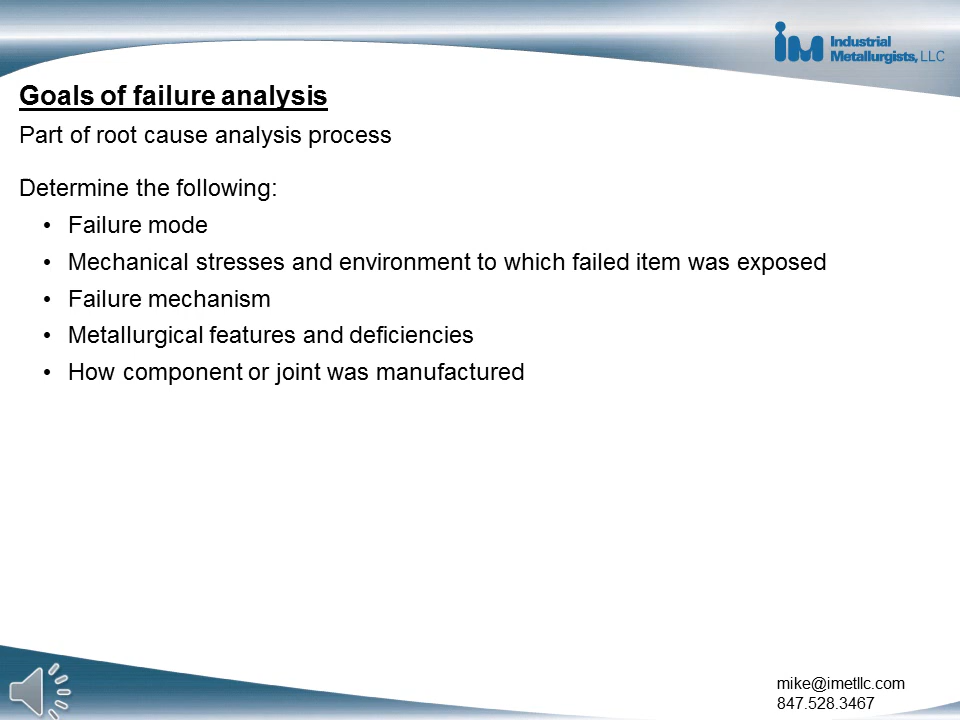 im Industrial
Metallurgists, LLC
Goals of failure analysis
Part of root cause analysis process
Determine the following:
• Failure mode
• Mechanical stresses and environment to which failed item was exposed
• Failure mechanism
• Metallurgical features and deficiencies
• How component or joint was manufactured
mike@imetllc.com
847.528.3467